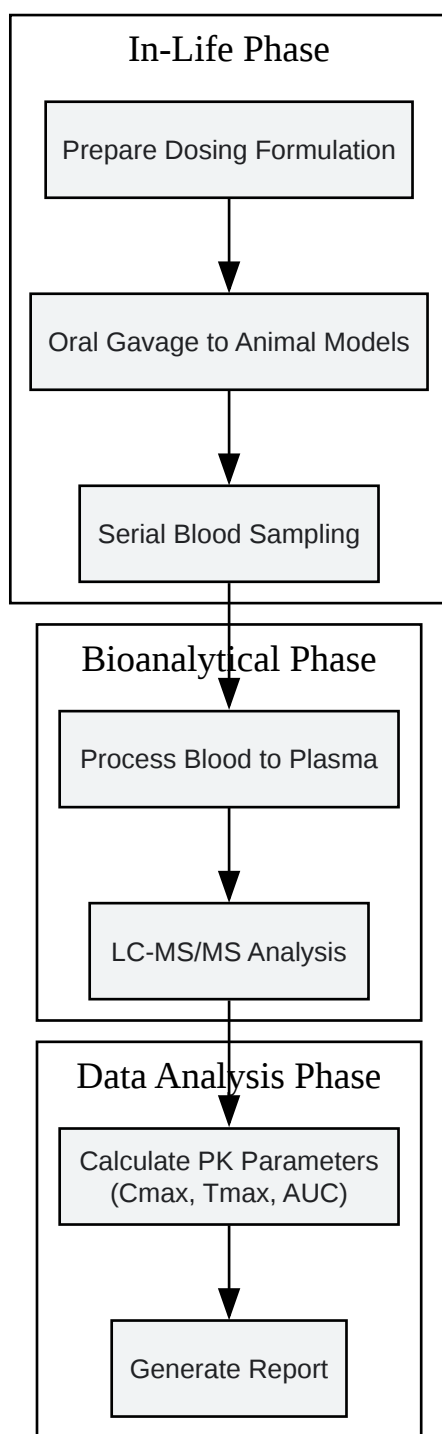 In-Life Phase
Prepare Dosing Formulation
Oral Gavage to Animal Models
Serial Blood Sampling
Bioanalytical Phase
Process Blood to Plasma
LC-MS/MS Analysis
Data Analysis Phase
Calculate PK Parameters
(Cmax, Tmax, AUC)
Generate Report